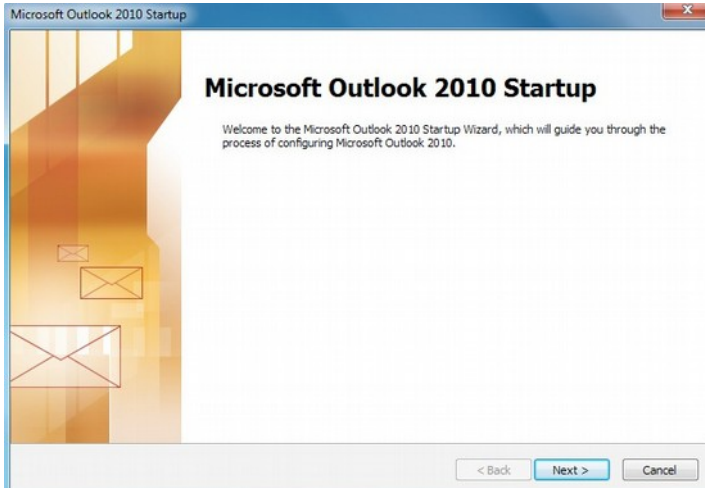 Microsoft Outlook 2010 Startup
Microsoft Outlook 2010 Startup
Welcome to the Microsoft Outlook 2010 Startup Wizard, which will guide you through the
process of configuring Microsoft Outlook 2010.
< Back Next > Cancel